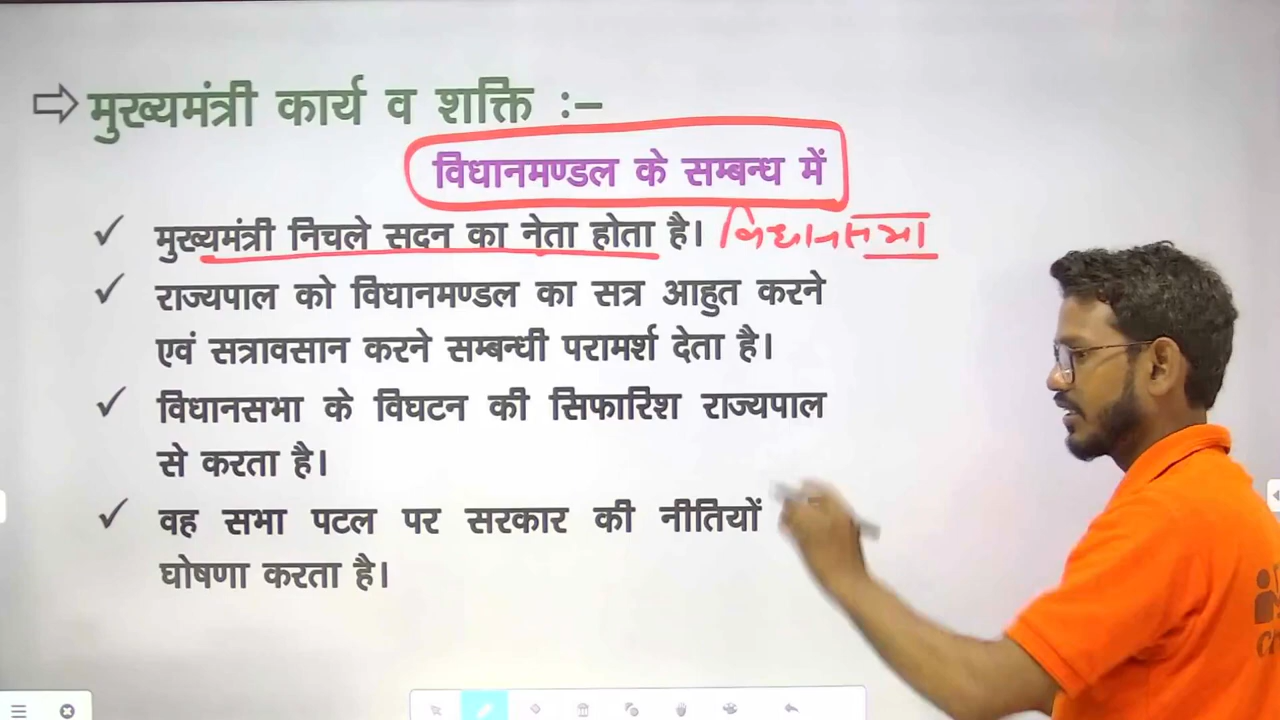 मुख्यमंत्री कार्य व शक्ति :–
विधानमण्डल के सम्बन्ध में
मुख्यमंत्री निचले सदन का नेता होता है। विधानसभा
राज्यपाल को विधानमण्डल का सत्र आहुत करने
एवं सत्रावसान करने सम्बन्धी परामर्श देता है।
विधानसभा के विघटन की सिफारिश राज्यपाल
से करता है।
वह सभा पटल पर सरकार की नीतियों
घोषणा करता है।